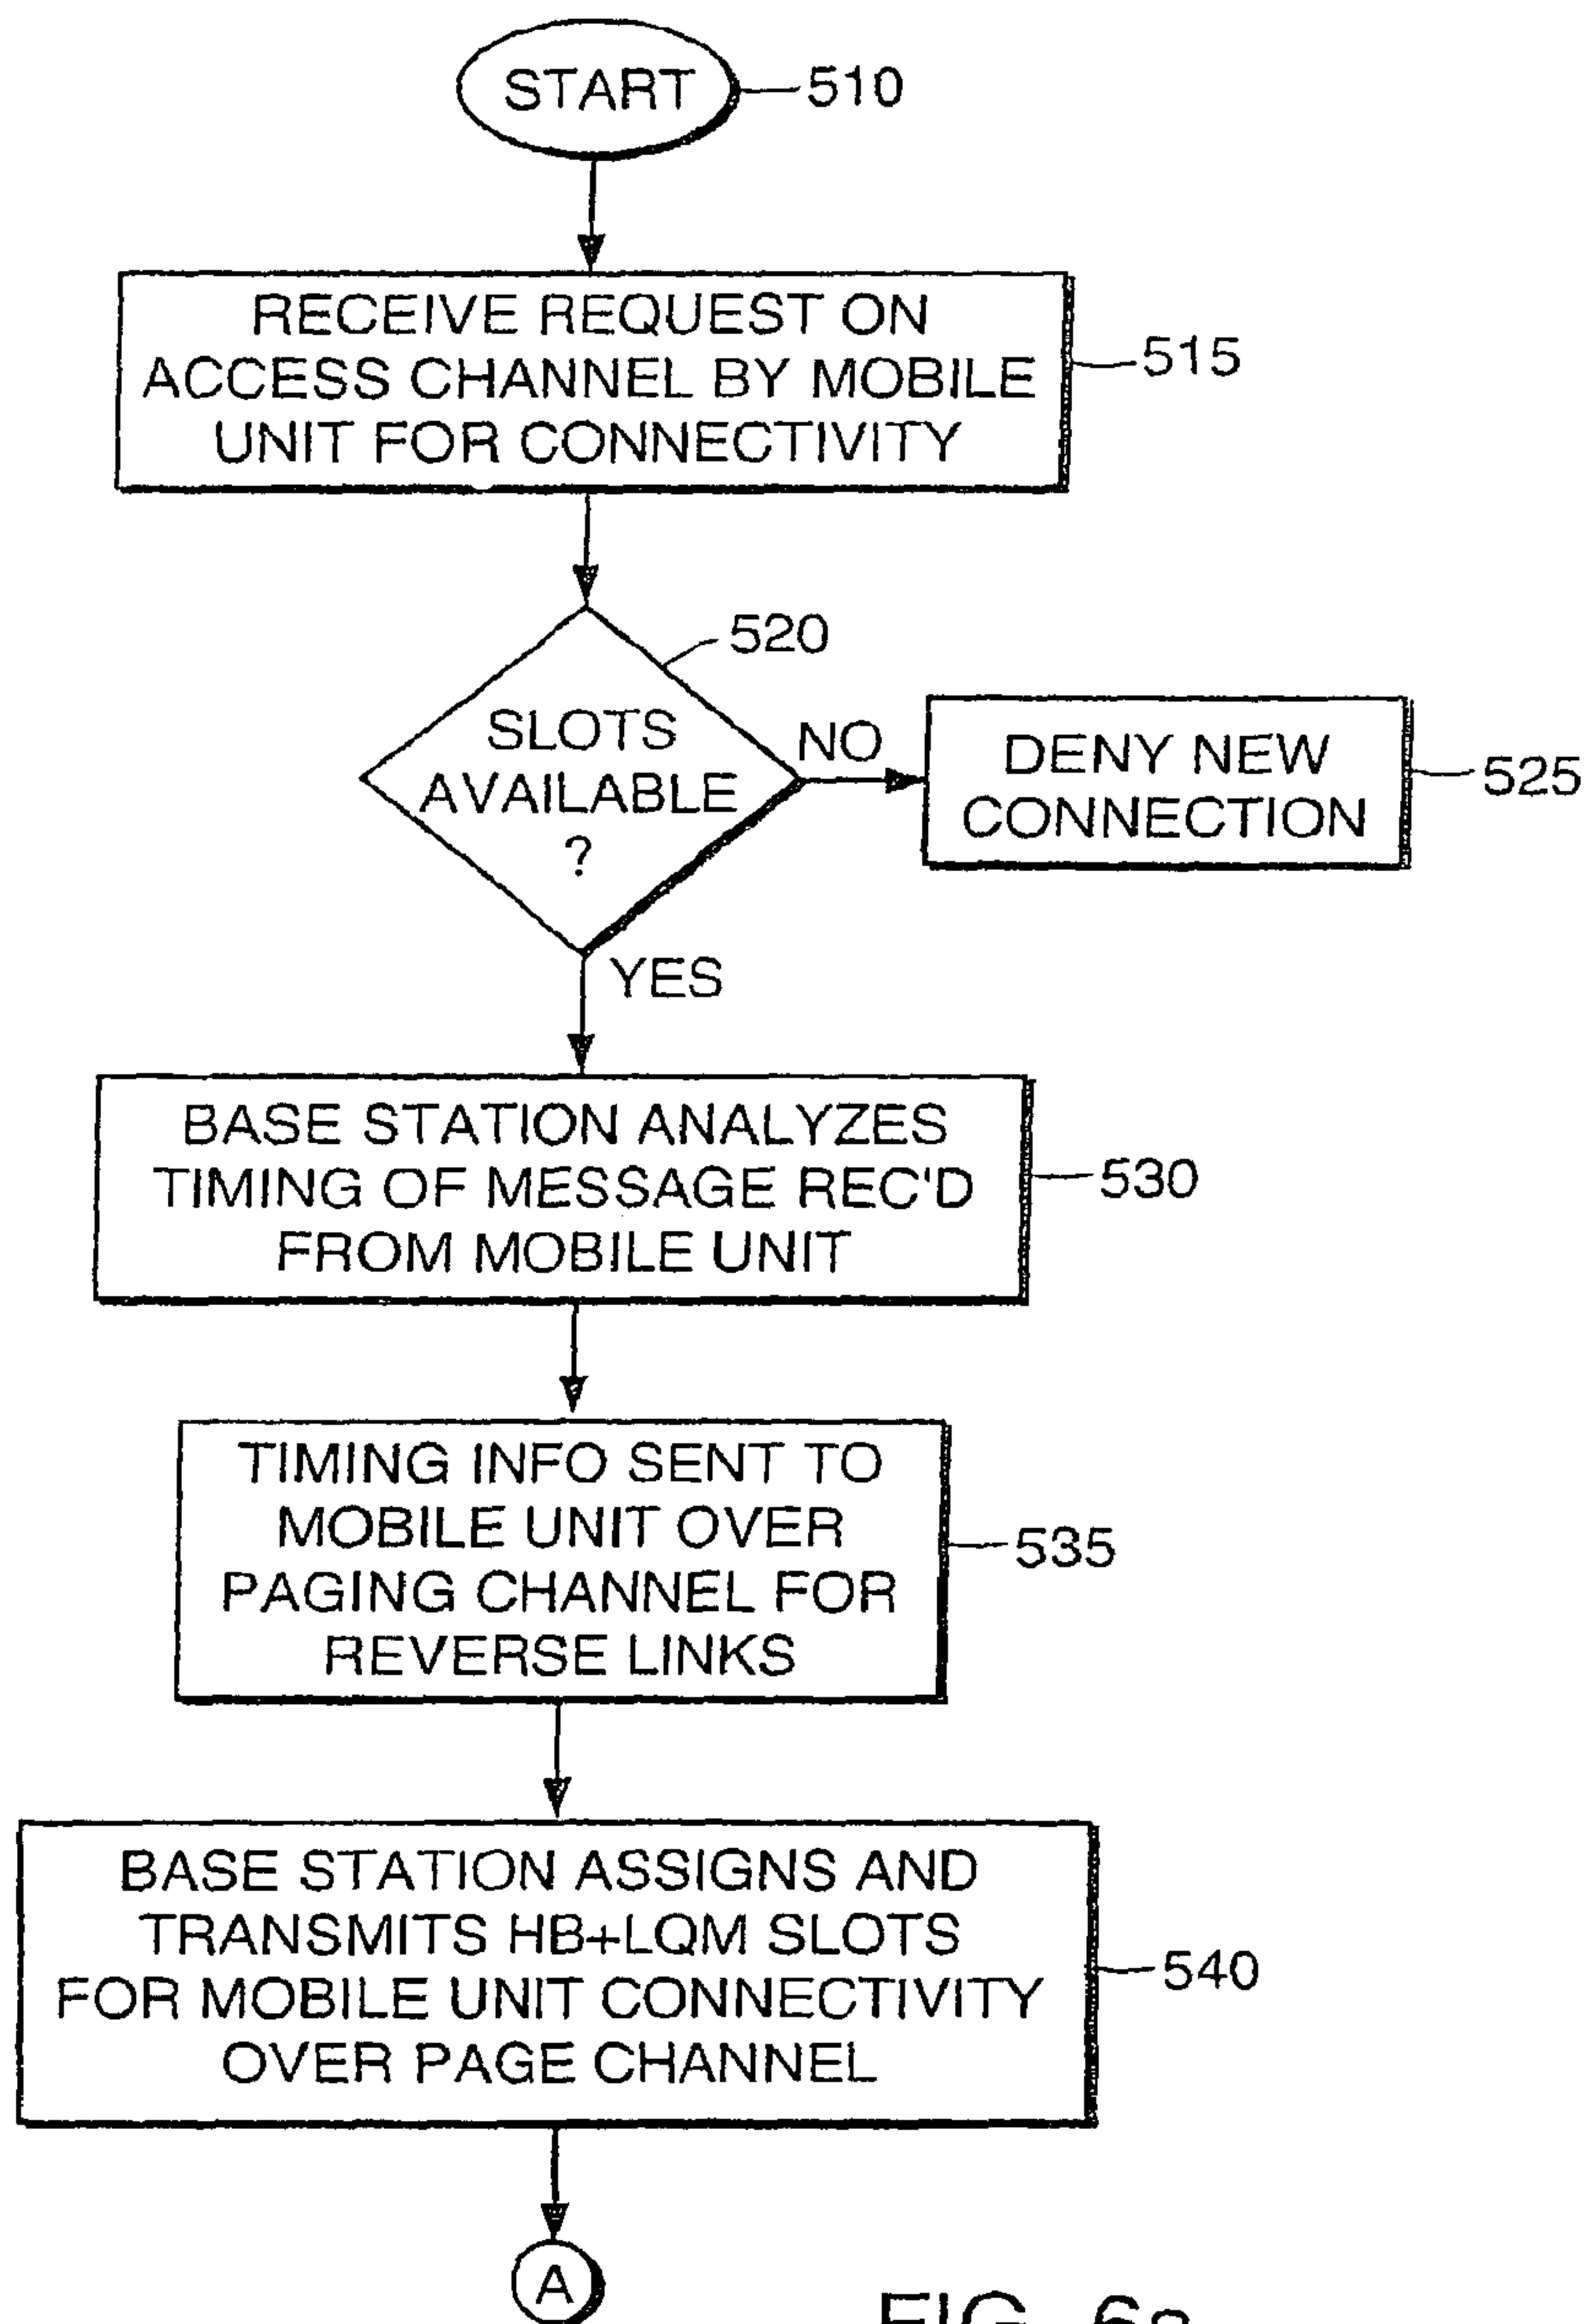 START
510
RECEIVE REQUEST ON
ACCESS CHANNEL BY MOBILE
UNIT FOR CONNECTIVITY
515
520
SLOTS
AVAILABLE
?
NO
DENY NEW
CONNECTION
525
YES
BASE STATION ANALYZES
TIMING OF MESSAGE REC'D
FROM MOBILE UNIT
530
TIMING INFO SENT TO
MOBILE UNIT OVER
PAGING CHANNEL FOR
REVERSE LINKS
535
BASE STATION ASSIGNS AND
TRANSMITS HB+LQM SLOTS
FOR MOBILE UNIT CONNECTIVITY
OVER PAGE CHANNEL
540
A
FIG. 6a